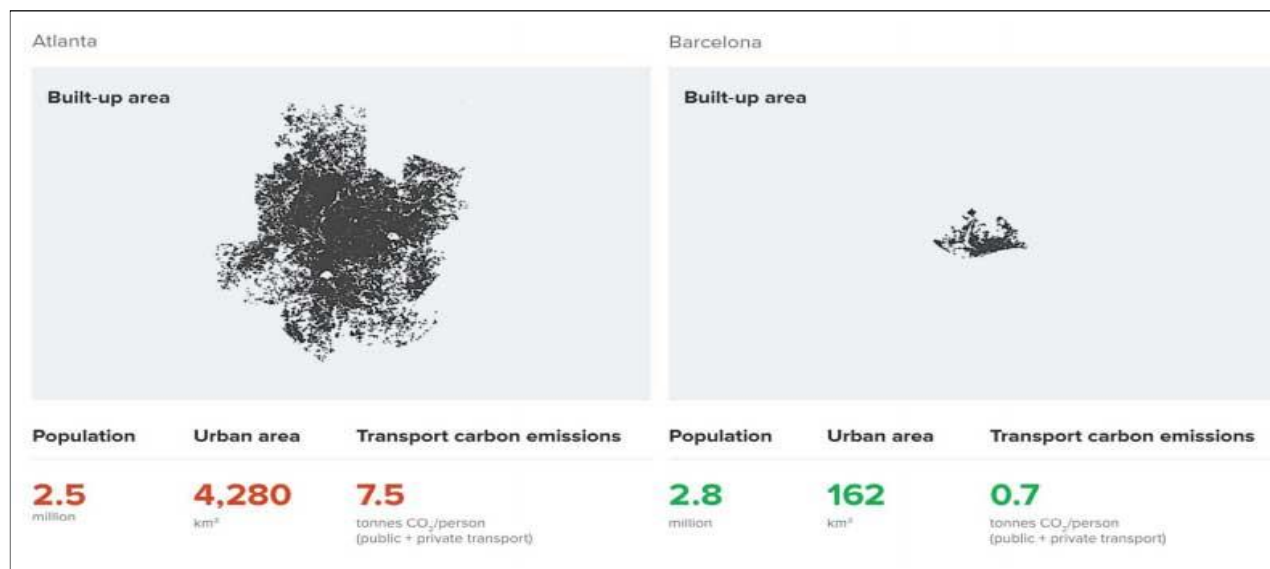 Atlanta
Barcelona
Built-up area
Built-up area
Population Urban area Transport carbon emissions
Population Urban area Transport carbon emissions
2.5 4,280 7.5
million km² tonnes CO₂/person
(public + private transport)
2.8 162 0.7
million km² tonnes CO₂/person
(public + private transport)